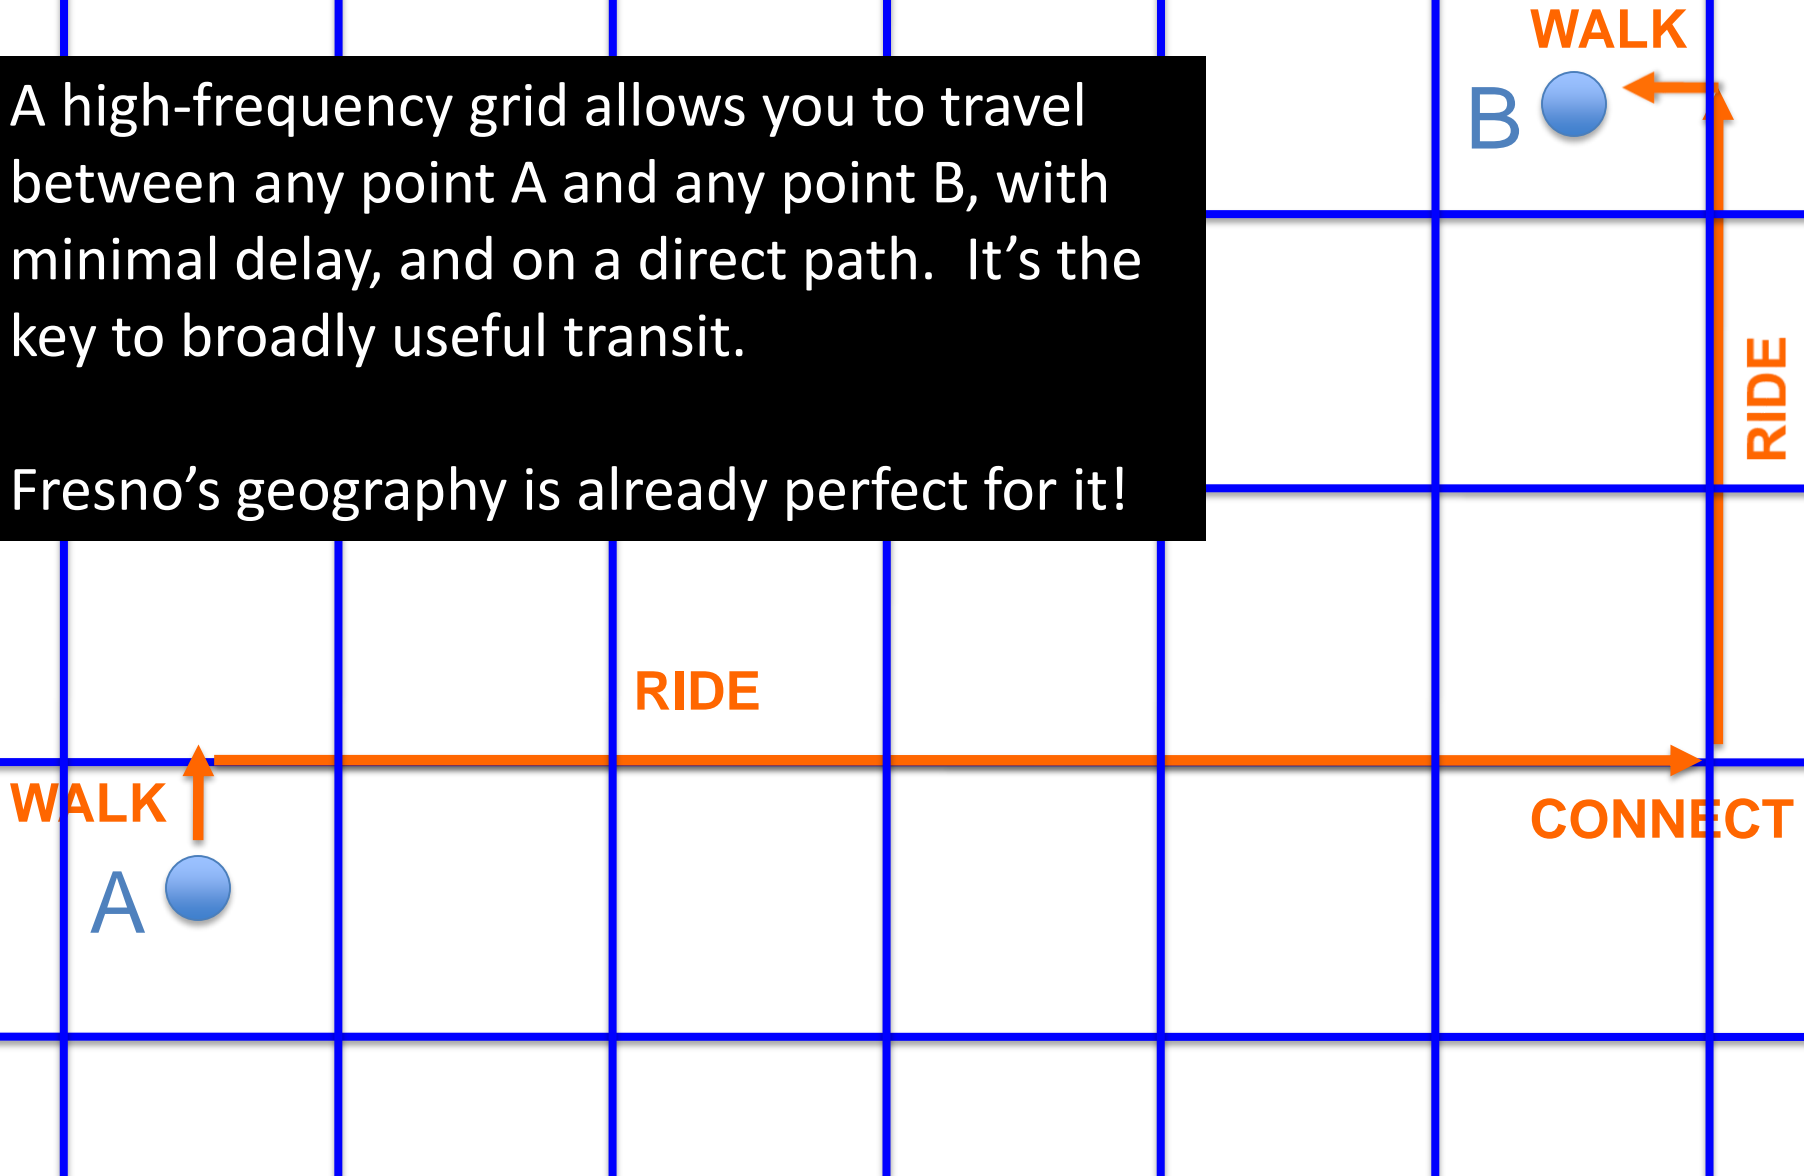 WALK
A high-frequency grid allows you to travel
between any point A and any point B, with
minimal delay, and on a direct path.  It’s the
key to broadly useful transit.
Fresno’s geography is already perfect for it!
B
RIDE
RIDE
WALK
CONNECT
A